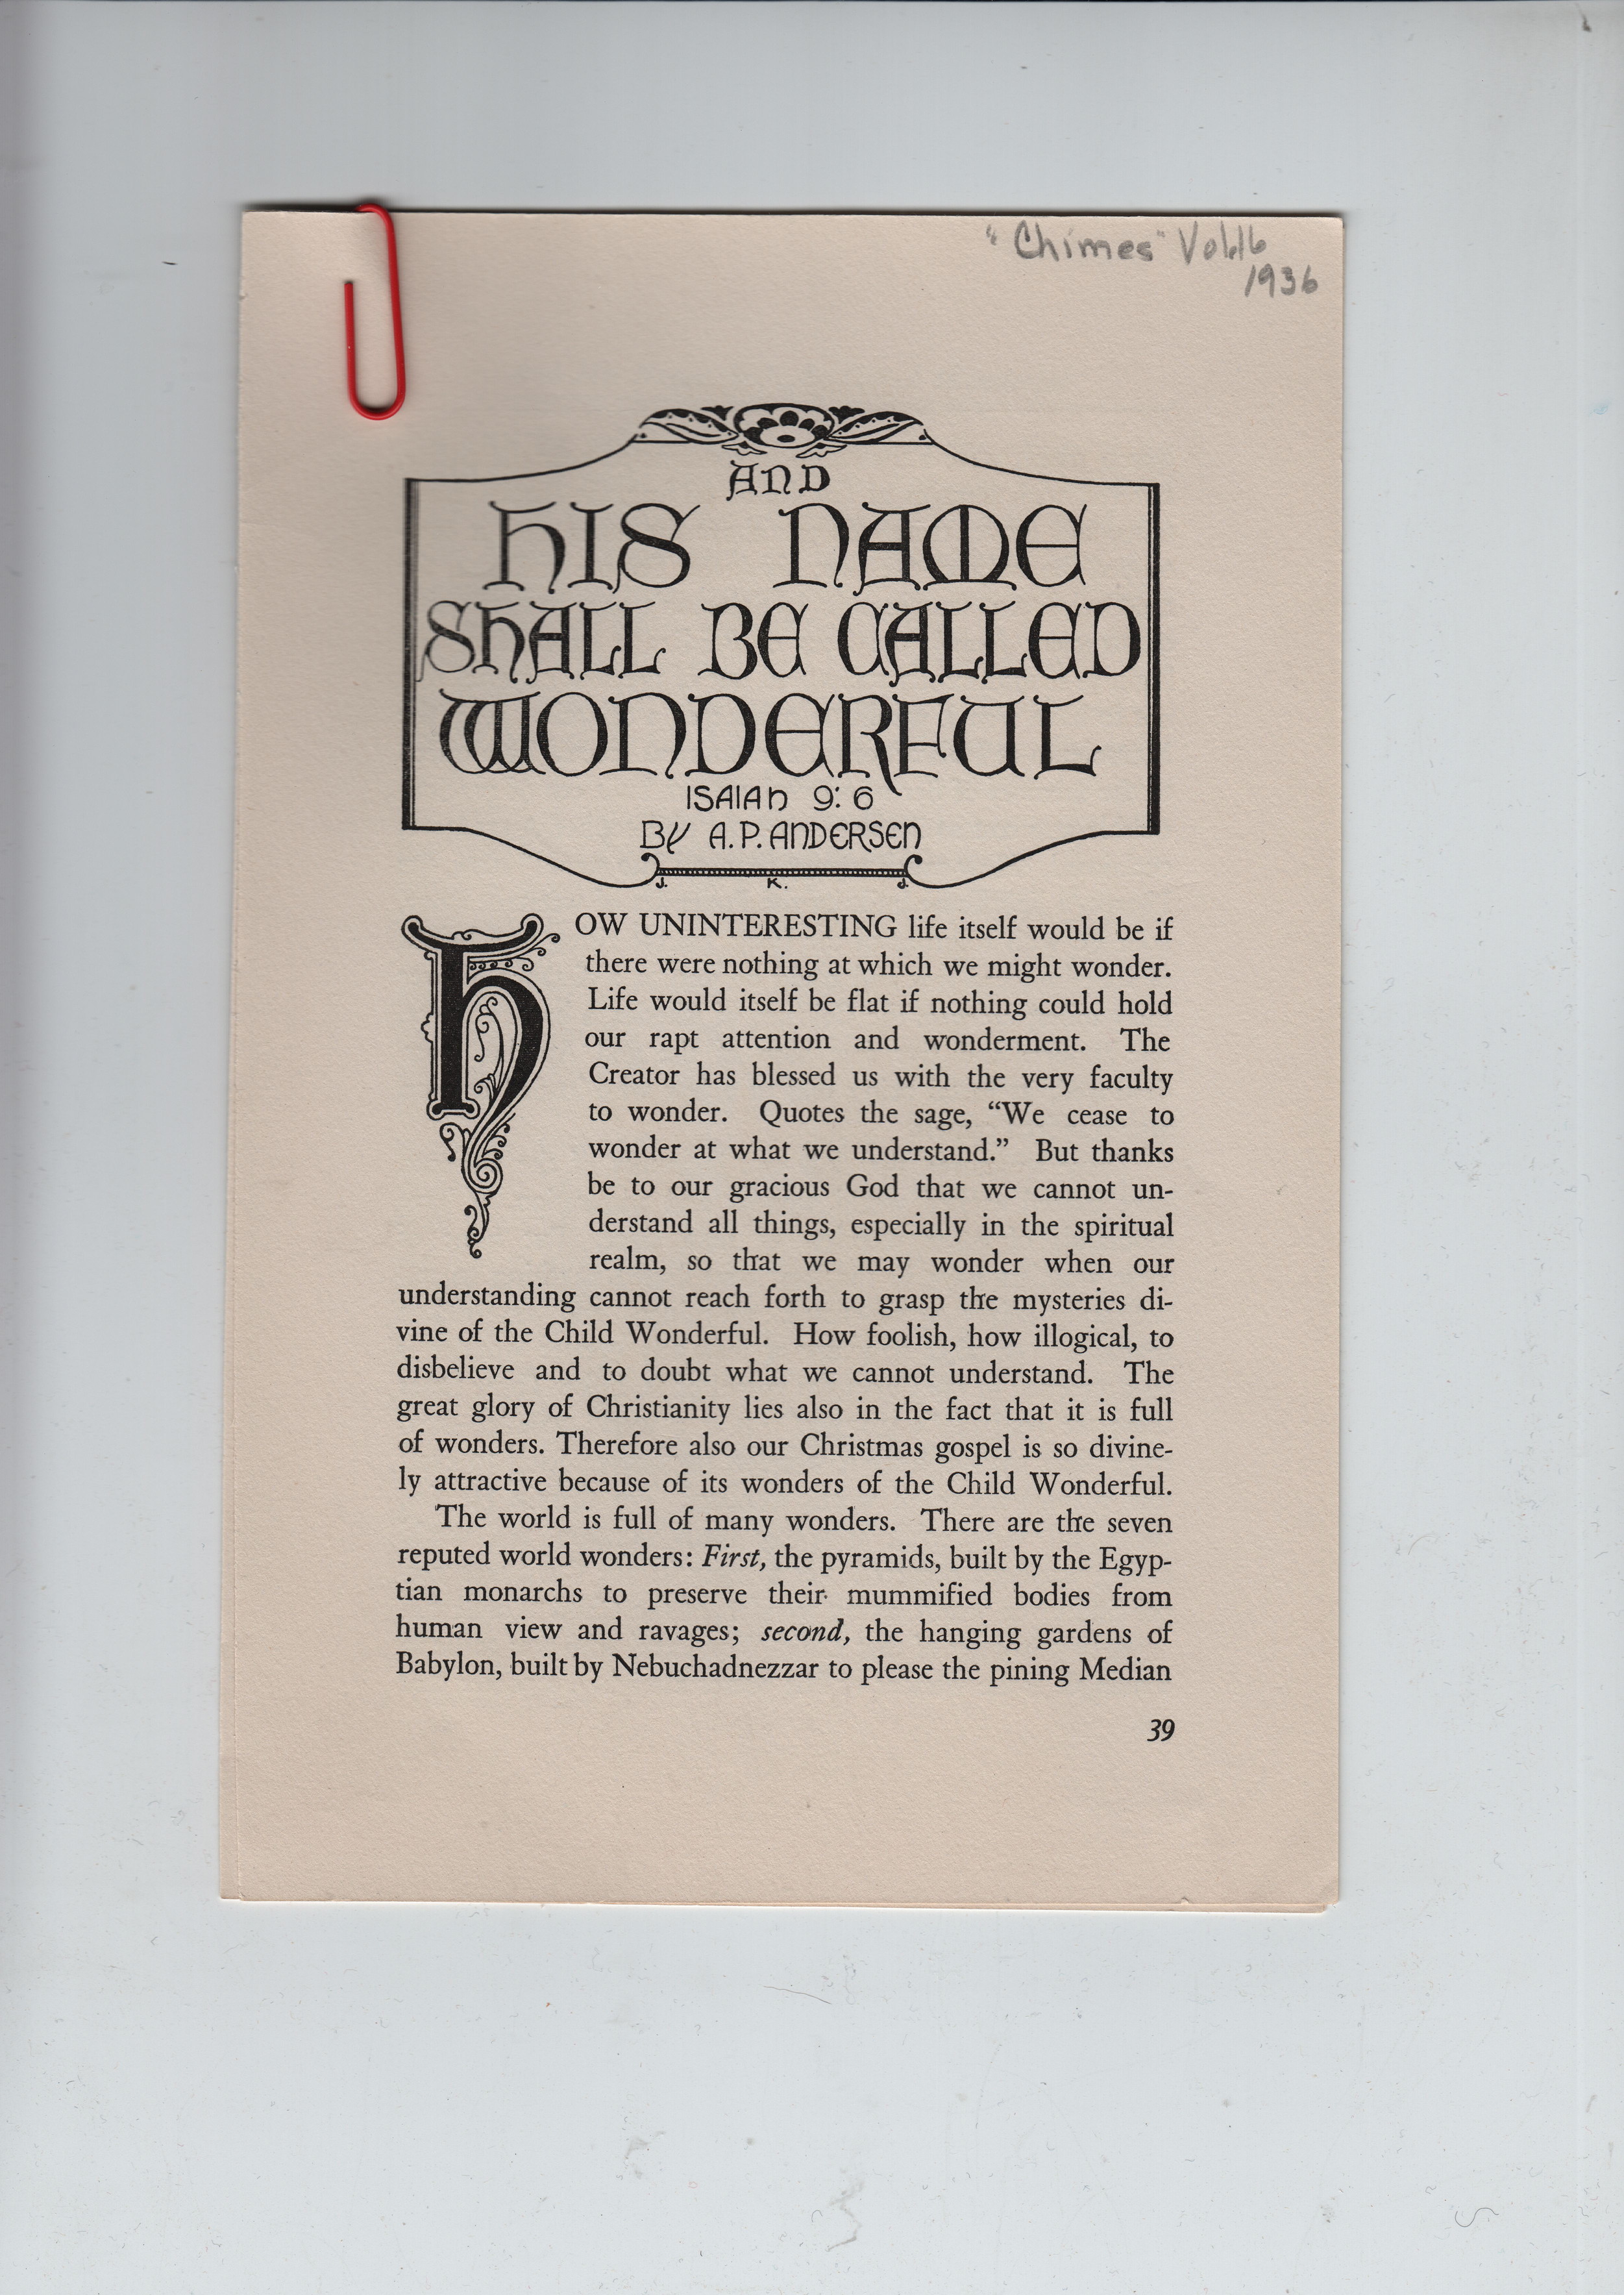 "Chimes" Vol. 16
1936
AND
HIS NAME
SHALL BE CALLED
WONDERFUL
ISAIAH 9:6
BY A.P. ANDERSEN
J. K. J.
HOW UNINTERESTING life itself would be if
there were nothing at which we might wonder.
Life would itself be flat if nothing could hold
our rapt attention and wonderment. The
Creator has blessed us with the very faculty
to wonder. Quotes the sage, “We cease to
wonder at what we understand.” But thanks
be to our gracious God that we cannot un-
derstand all things, especially in the spiritual
realm, so that we may wonder when our
understanding cannot reach forth to grasp the mysteries di-
vine of the Child Wonderful. How foolish, how illogical, to
disbelieve and to doubt what we cannot understand. The
great glory of Christianity lies also in the fact that it is full
of wonders. Therefore also our Christmas gospel is so divine-
ly attractive because of its wonders of the Child Wonderful.
The world is full of many wonders. There are the seven
reputed world wonders: First, the pyramids, built by the Egyp-
tian monarchs to preserve their mummified bodies from
human view and ravages; second, the hanging gardens of
Babylon, built by Nebuchadnezzar to please the pining Median
39